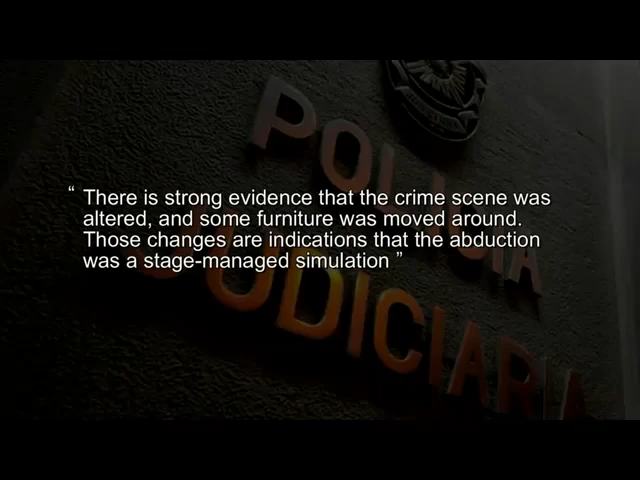 POLICIA
JUDICIARIA
“ There is strong evidence that the crime scene was
altered, and some furniture was moved around.
Those changes are indications that the abduction
was a stage-managed simulation ”